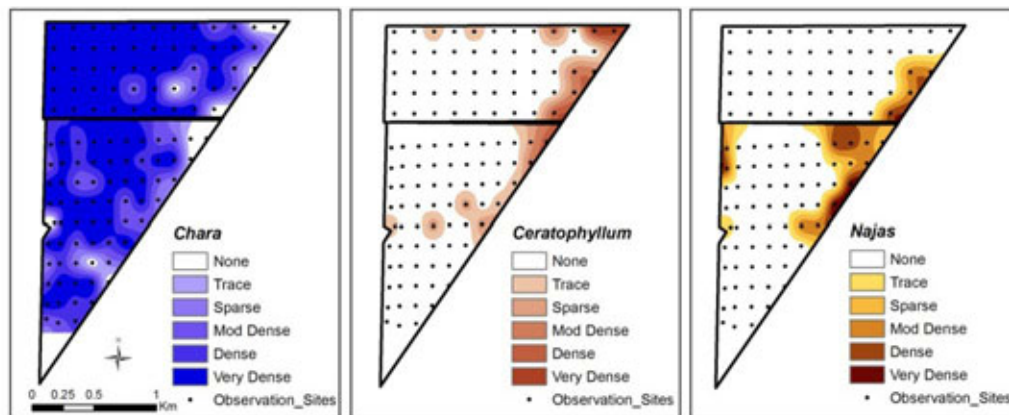 Chara
None
Trace
Sparse
Mod Dense
Dense
Very Dense
Observation_Sites
N
0 0.25 0.5 1
Km
Ceratophyllum
None
Trace
Sparse
Mod Dense
Dense
Very Dense
Observation_Sites
Najas
None
Trace
Sparse
Mod Dense
Dense
Very Dense
Observation_Sites